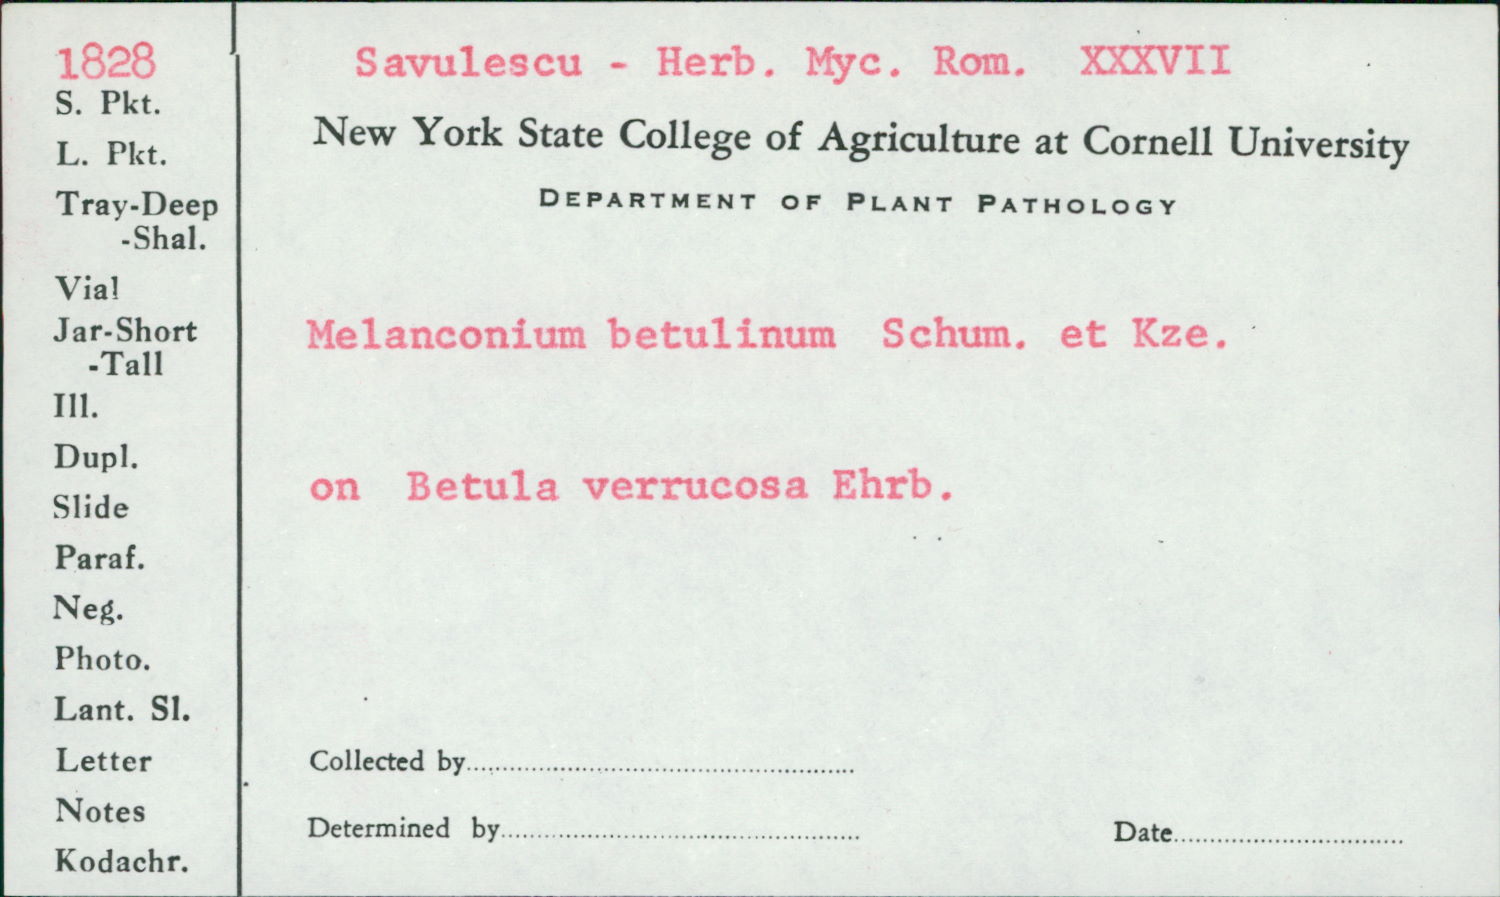 1828
Savulescu - Herb. Myc. Rom. XXXVII
New York State College of Agriculture at Cornell University
DEPARTMENT OF PLANT PATHOLOGY
S. Pkt.
L. Pkt.
Tray-Deep
-Shal.
Vial
Jar-Short
-Tall
Ill.
Dupl.
Slide
Paraf.
Neg.
Photo.
Lant. Sl.
Letter
Notes
Kodachr.
Melanconium betulinum Schum. et Kze.
on Betula verrucosa Ehrb.
Collected by
Determined by
Date